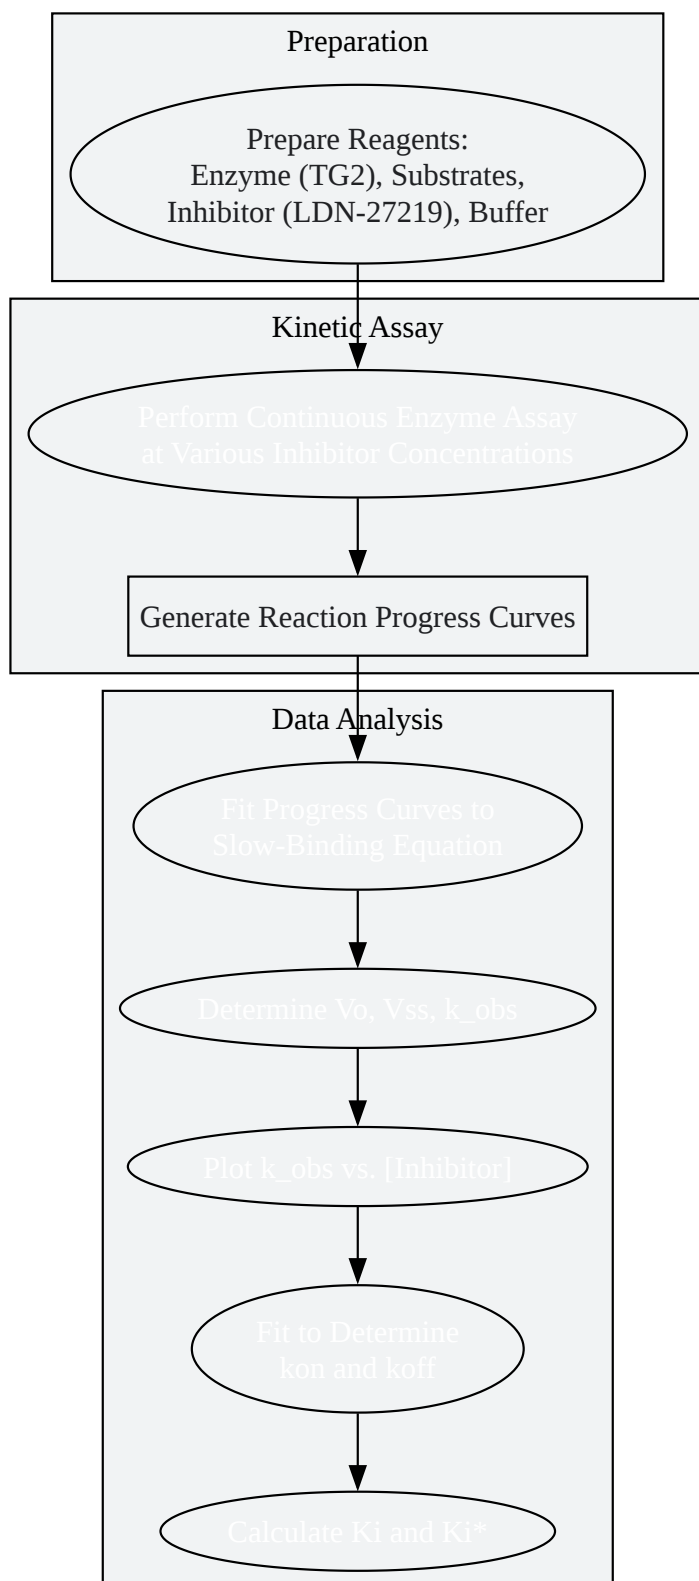 Preparation
Prepare Reagents:
Enzyme (TG2), Substrates,
Inhibitor (LDN-27219), Buffer
Kinetic Assay
Perform Continuous Enzyme Assay
at Various Inhibitor Concentrations
Generate Reaction Progress Curves
Data Analysis
Fit Progress Curves to
Slow-Binding Equation
Determine Vo, Vss, k_obs
Plot k_obs vs. [Inhibitor]
Fit to Determine
kon and koff
Calculate Ki and Ki*